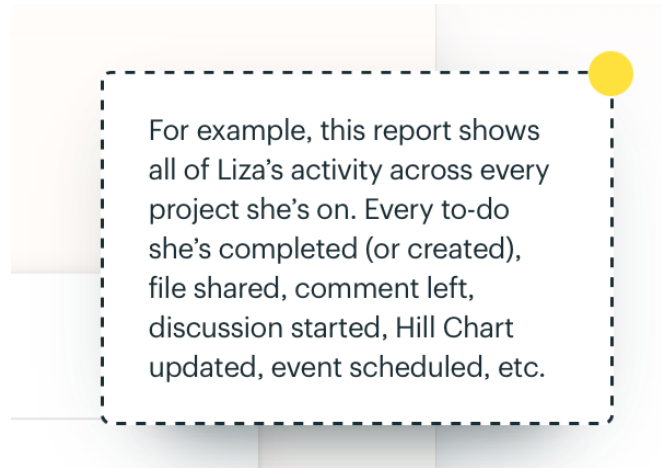 For example, this report shows
all of Liza’s activity across every
project she’s on. Every to-do
she’s completed (or created),
file shared, comment left,
discussion started, Hill Chart
updated, event scheduled, etc.